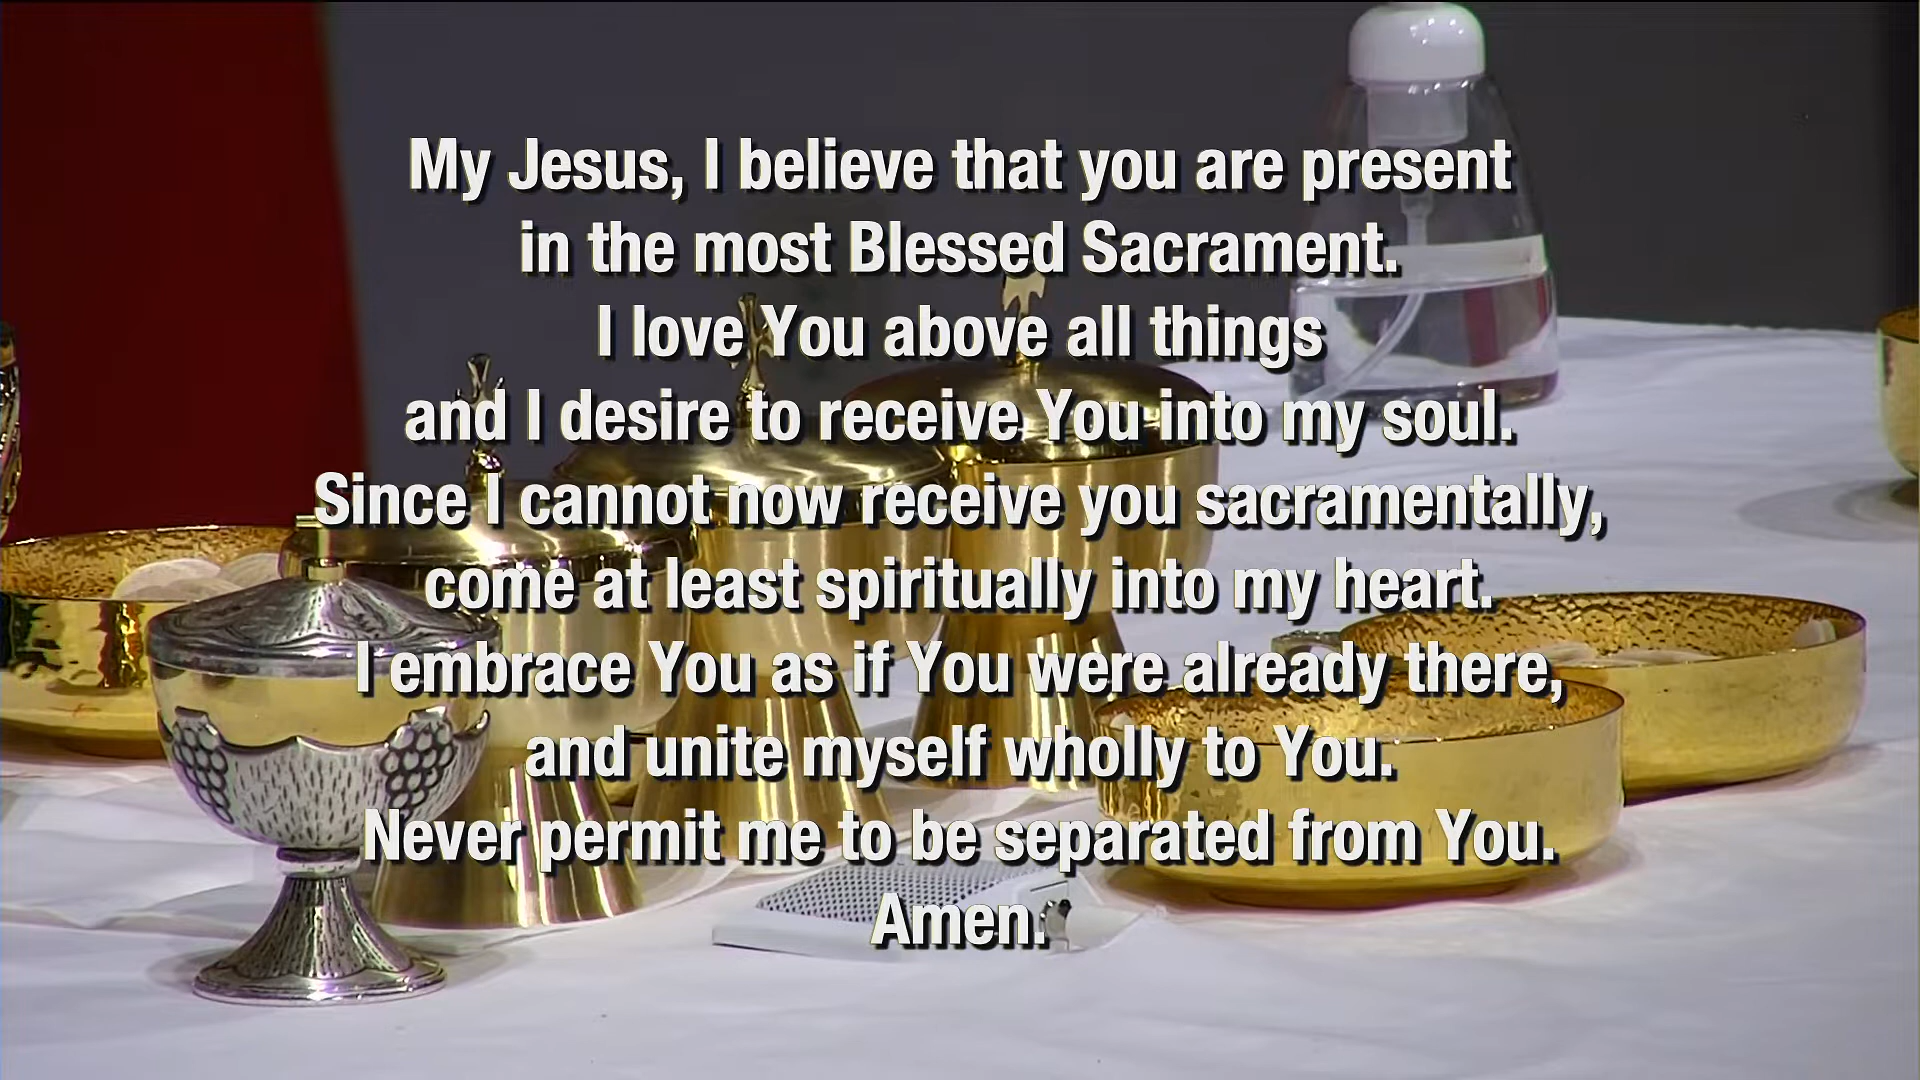 My Jesus, I believe that you are present
in the most Blessed Sacrament.
I love You above all things
and I desire to receive You into my soul.
Since I cannot now receive you sacramentally,
come at least spiritually into my heart.
I embrace You as if You were already there,
and unite myself wholly to You.
Never permit me to be separated from You.
Amen.